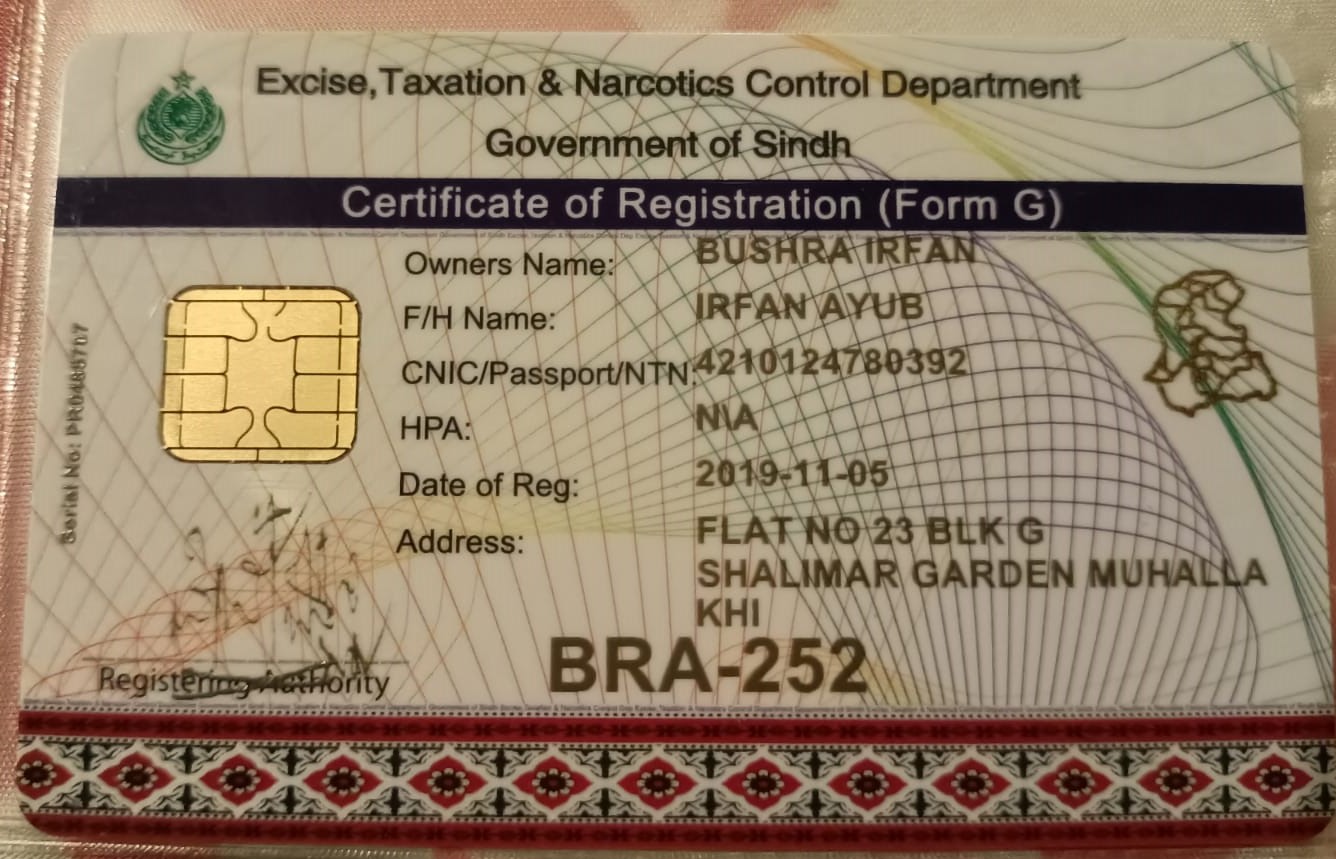 Excise,Taxation & Narcotics Control Department
Government of Sindh
Certificate of Registration (Form G)
Owners Name: BUSHRA IRFAN
F/H Name: IRFAN AYUB
CNIC/Passport/NTN: 4210124780392
HPA: N\A
Date of Reg: 2019-11-05
Address: FLAT NO 23 BLK G
SHALIMAR GARDEN MUHALLA
KHI
BRA-252
Registering Authority
Serial No: